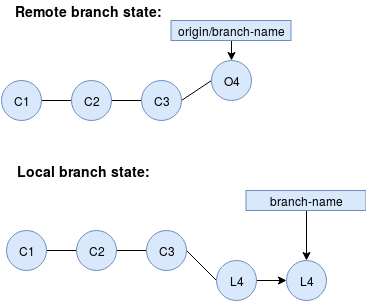 Remote branch state:
origin/branch-name
C1 C2 C3 O4
Local branch state:
branch-name
C1 C2 C3 L4 L4